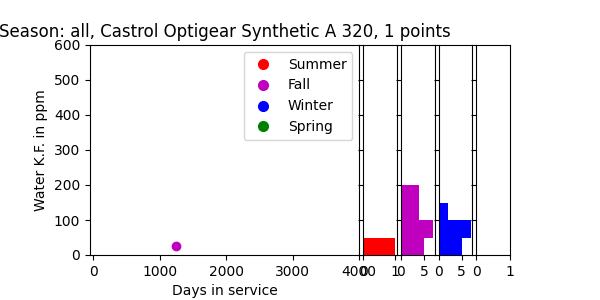 Season: all, Castrol Optigear Synthetic A 320, 1 points
Water K.F. in ppm
600
500
400
300
200
100
0
Summer
Fall
Winter
Spring
0 1000 2000 3000 4000
0 1
0 5
0 5
0 1
Days in service